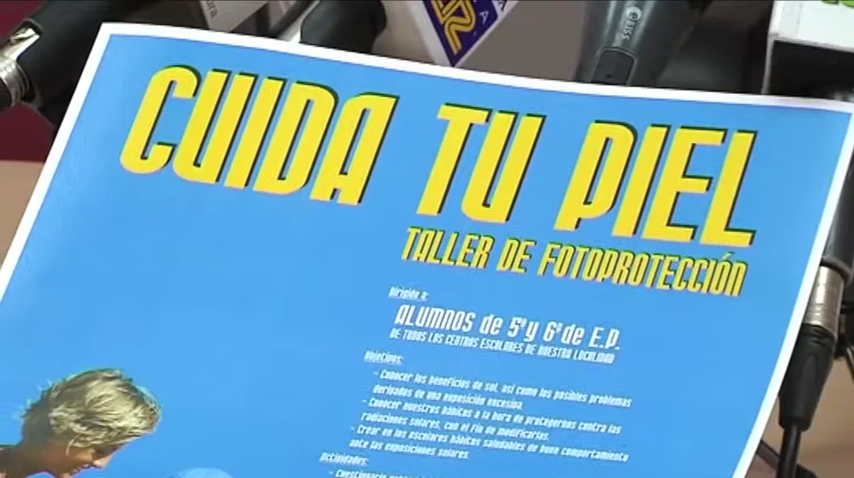 CUIDA TU PIEL
TALLER DE FOTOPROTECCIÓN
Dirigido a:
ALUMNOS de 5º y 6º de E.P.
DE TODOS LOS CENTROS ESCOLARES DE NUESTRA LOCALIDAD
Objetivos:
- Conocer los beneficios de sol, así como los posibles problemas
derivados de una exposición excesiva.
- Conocer nuestros hábitos a la hora de protegernos contra las
radiaciones solares, con el fin de modificarlas.
- Crear en los escolares hábitos saludables de buen comportamiento
ante las exposiciones solares.
Actividades:
- Cuestionario